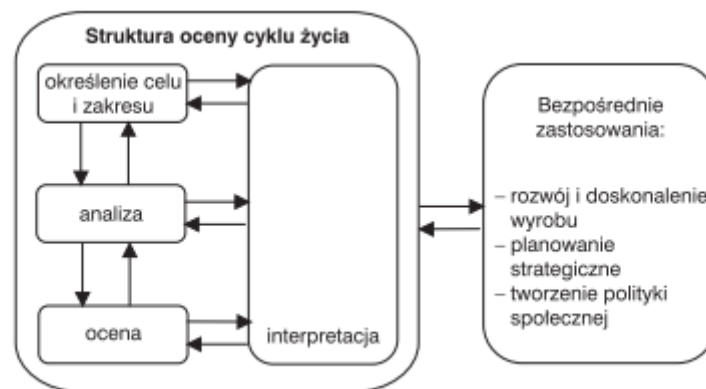 Struktura oceny cyklu życia
określenie celu
i zakresu
analiza
ocena
interpretacja
Bezpośrednie
zastosowania:
– rozwój i doskonalenie
wyrobu
– planowanie
strategiczne
– tworzenie polityki
społecznej